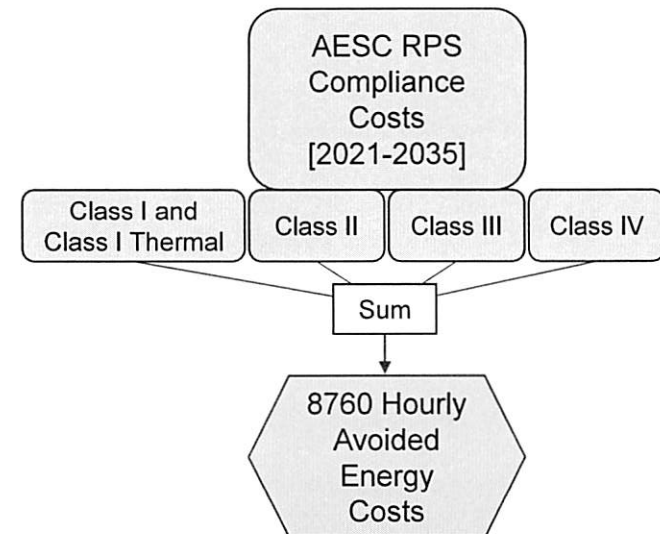 AESC RPS
Compliance
Costs
[2021-2035]
Class I and
Class I Thermal
Class II
Class III
Class IV
Sum
8760 Hourly
Avoided
Energy
Costs